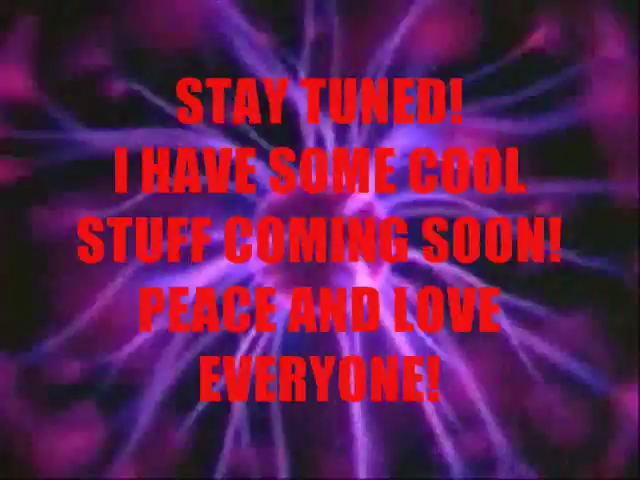 STAY TUNED!
I HAVE SOME COOL
STUFF COMING SOON!
PEACE AND LOVE
EVERYONE!